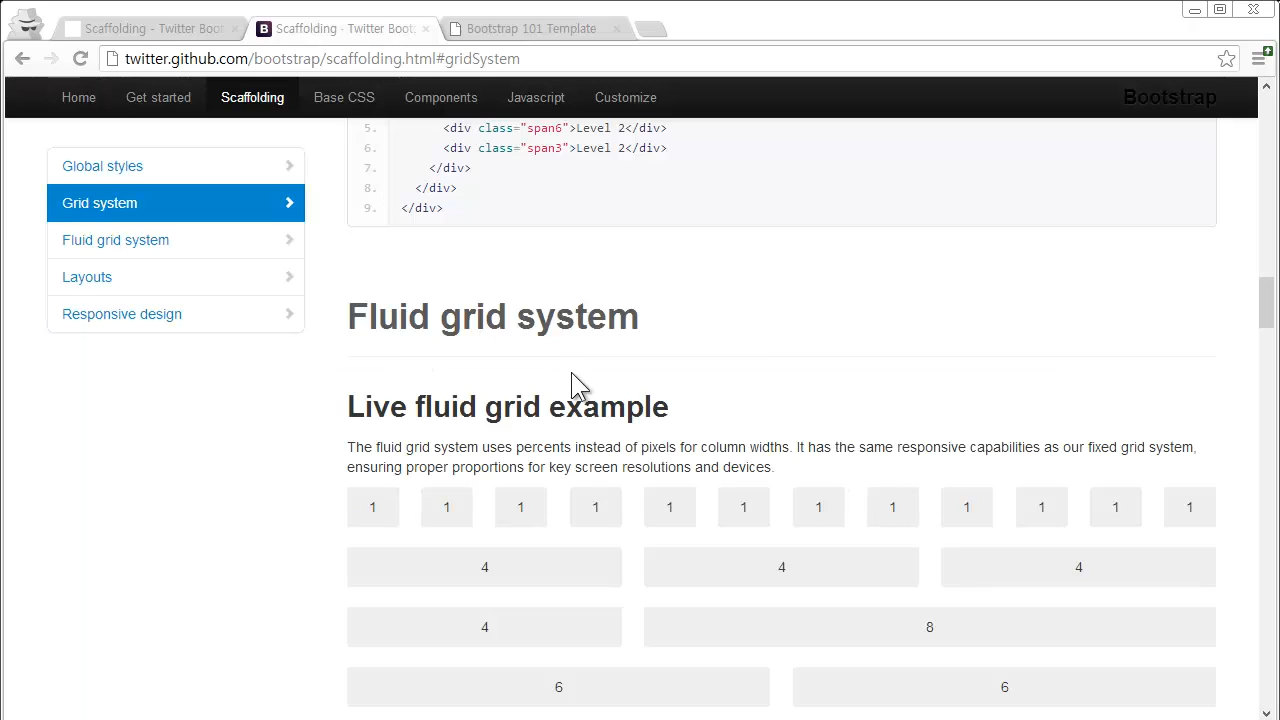 Scaffolding - Twitter Boot
Scaffolding - Twitter Boot
Bootstrap 101 Template
twitter.github.com/bootstrap/scaffolding.html#gridSystem
Home Get started Scaffolding Base CSS Components Javascript Customize Bootstrap
Global styles
Grid system
Fluid grid system
Layouts
Responsive design
5. <div class="span6">Level 2</div>
6. <div class="span3">Level 2</div>
7. </div>
8. </div>
9. </div>
Fluid grid system
Live fluid grid example
The fluid grid system uses percents instead of pixels for column widths. It has the same responsive capabilities as our fixed grid system,
ensuring proper proportions for key screen resolutions and devices.
1 1 1 1 1 1 1 1 1 1 1 1
4 4 4
4 8
6 6